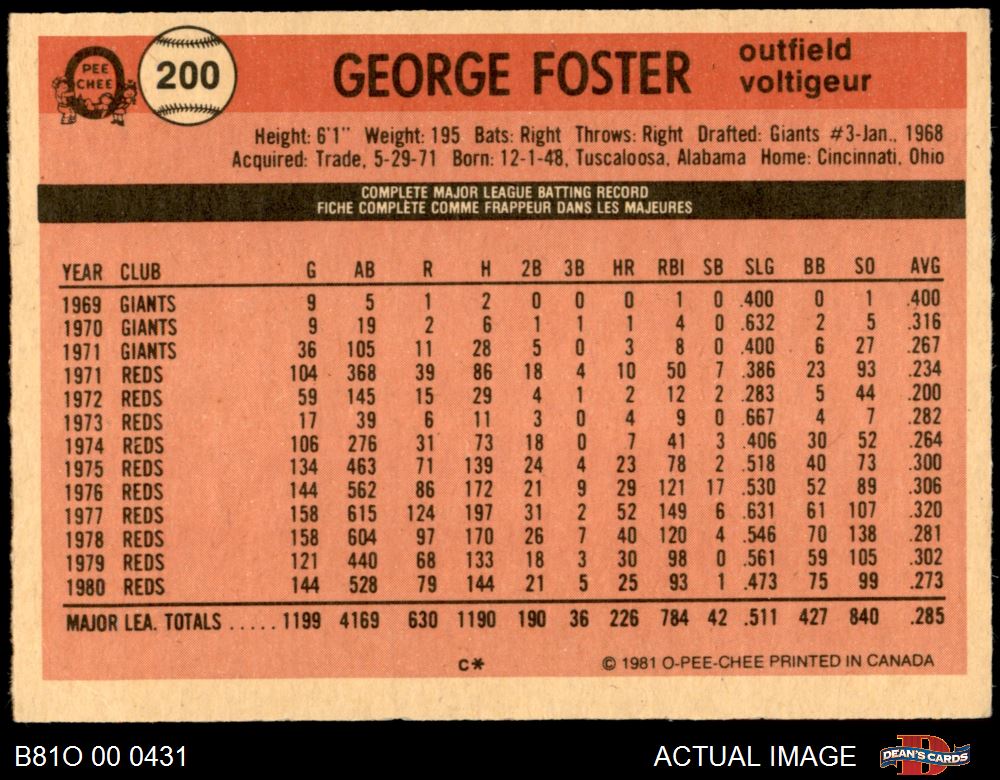 PEE
CHEE
200
GEORGE FOSTER
outfield
voltigeur
Height: 6'1" Weight: 195 Bats: Right Throws: Right Drafted: Giants #3-Jan., 1968
Acquired: Trade, 5-29-71 Born: 12-1-48, Tuscaloosa, Alabama Home: Cincinnati, Ohio
COMPLETE MAJOR LEAGUE BATTING RECORD
FICHE COMPLÈTE COMME FRAPPEUR DANS LES MAJEURES
YEAR CLUB G AB R H 2B 3B HR RBI SB SLG BB SO AVG
1969 GIANTS 9 5 1 2 0 0 0 1 0 .400 0 1 .400
1970 GIANTS 9 19 2 6 1 1 1 4 0 .632 2 5 .316
1971 GIANTS 36 105 11 28 5 0 3 8 0 .400 6 27 .267
1971 REDS 104 368 39 86 18 4 10 50 7 .386 23 93 .234
1972 REDS 59 145 15 29 4 1 2 12 2 .283 5 44 .200
1973 REDS 17 39 6 11 3 0 4 9 0 .667 4 7 .282
1974 REDS 106 276 31 73 18 0 7 41 3 .406 30 52 .264
1975 REDS 134 463 71 139 24 4 23 78 2 .518 40 73 .300
1976 REDS 144 562 86 172 21 9 29 121 17 .530 52 89 .306
1977 REDS 158 615 124 197 31 2 52 149 6 .631 61 107 .320
1978 REDS 158 604 97 170 26 7 40 120 4 .546 70 138 .281
1979 REDS 121 440 68 133 18 3 30 98 0 .561 59 105 .302
1980 REDS 144 528 79 144 21 5 25 93 1 .473 75 99 .273
MAJOR LEA. TOTALS ..... 1199 4169 630 1190 190 36 226 784 42 .511 427 840 .285
C* © 1981 O-PEE-CHEE PRINTED IN CANADA
B81O 00 0431 ACTUAL IMAGE DEAN'S CARDS